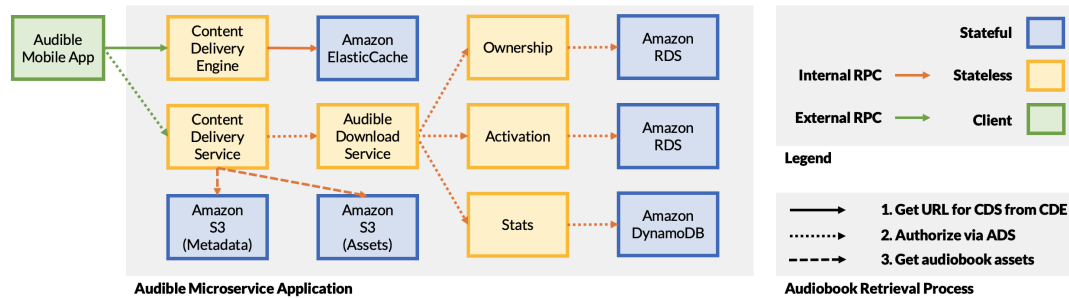 Audible
Mobile App
Content
Delivery
Engine
Amazon
ElasticCache
Ownership
Amazon
RDS
Content
Delivery
Service
Audible
Download
Service
Activation
Amazon
RDS
Amazon
S3
(Metadata)
Amazon
S3
(Assets)
Stats
Amazon
DynamoDB
Audible Microservice Application
Stateful
Internal RPC
Stateless
External RPC
Client
Legend
1. Get URL for CDS from CDE
2. Authorize via ADS
3. Get audiobook assets
Audiobook Retrieval Process